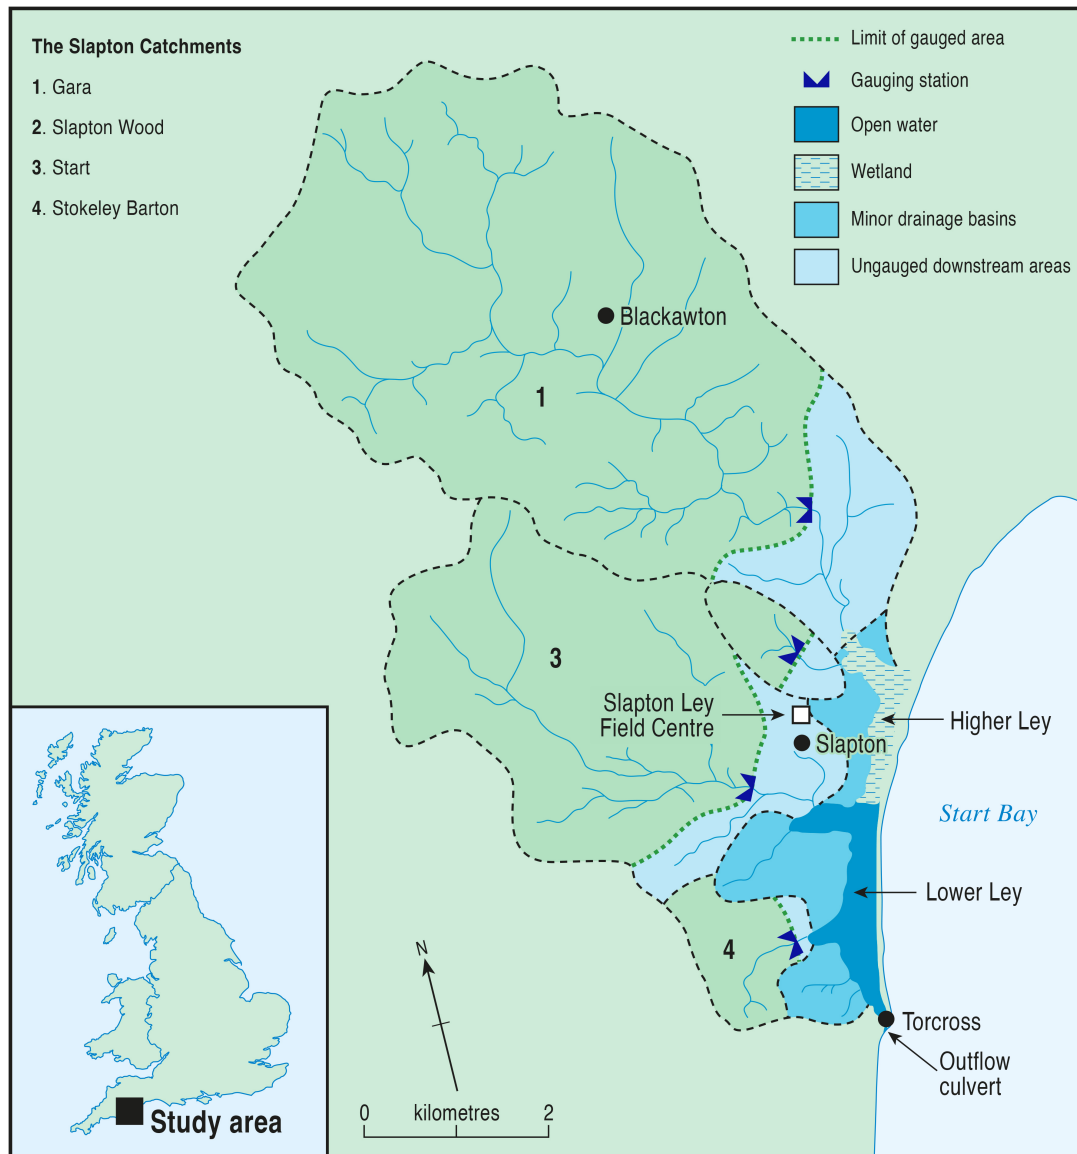 The Slapton Catchments
1. Gara
2. Slapton Wood
3. Start
4. Stokeley Barton
Limit of gauged area
Gauging station
Open water
Wetland
Minor drainage basins
Ungauged downstream areas
Blackawton
1
3
Slapton Ley
Field Centre
Slapton
Higher Ley
Start Bay
Lower Ley
4
N
Torcross
Outflow
culvert
0 kilometres 2
Study area